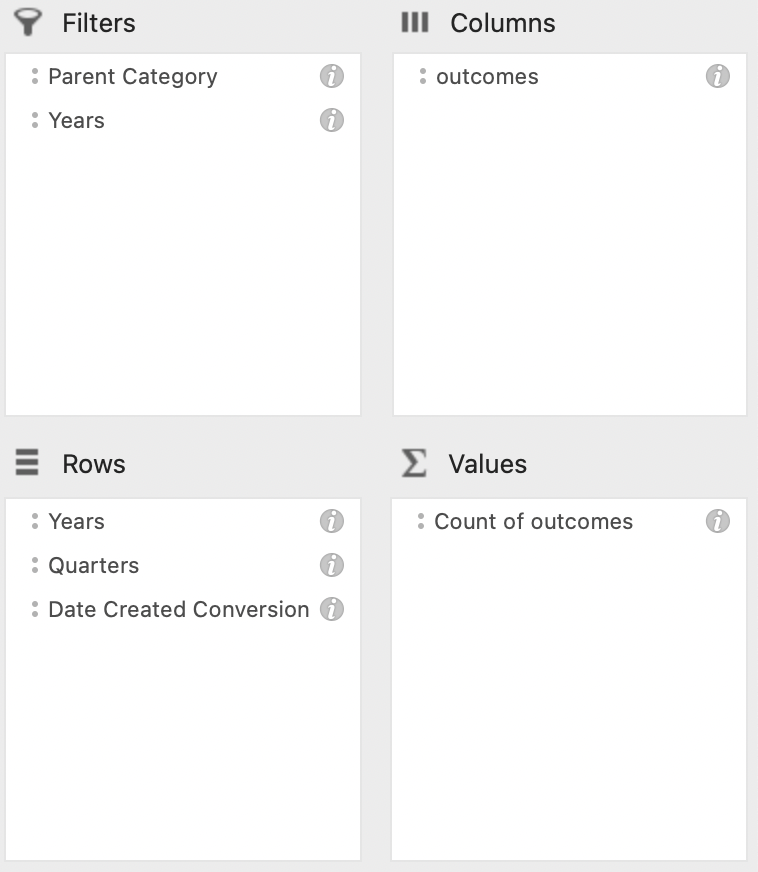 Filters
Parent Category
Years
Columns
outcomes
Rows
Years
Quarters
Date Created Conversion
Values
Count of outcomes